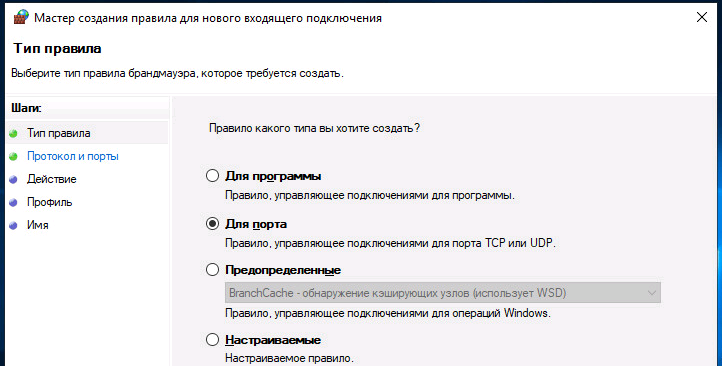 Мастер создания правила для нового входящего подключения
Тип правила
Выберите тип правила брандмауэра, которое требуется создать.
Шаги:
Тип правила
Протокол и порты
Действие
Профиль
Имя
Правило какого типа вы хотите создать?
Для программы
Правило, управляющее подключениями для программы.
Для порта
Правило, управляющее подключениями для порта TCP или UDP.
Предопределенные
BranchCache - обнаружение кэширующих узлов (использует WSD)
Правило, управляющее подключениями для операций Windows.
Настраиваемые
Настраиваемое правило.